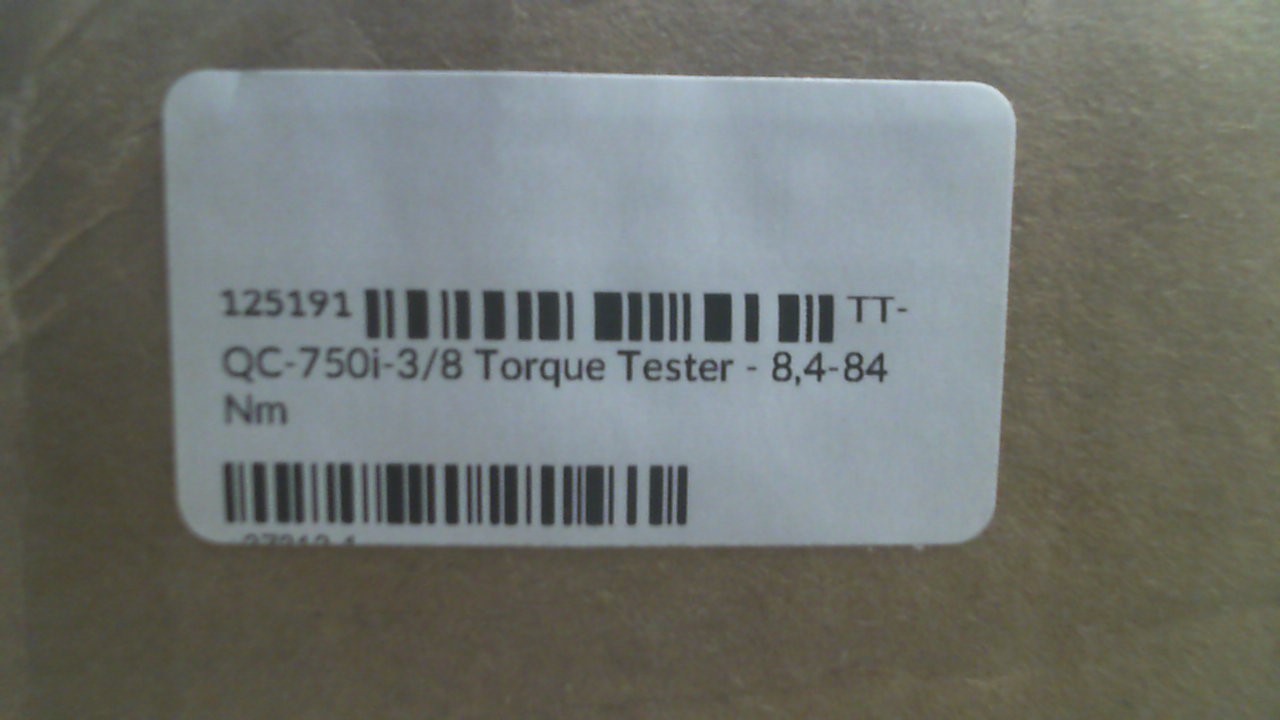 125191 TT-
QC-750i-3/8 Torque Tester - 8,4-84
Nm